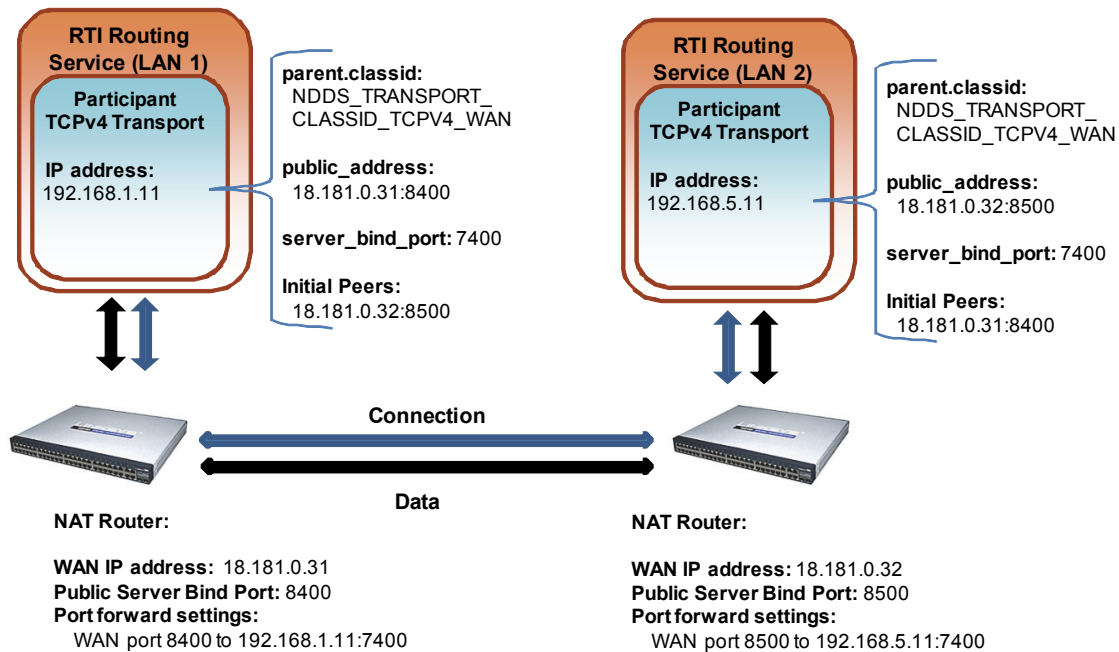 RTI Routing
Service (LAN 1)
Participant
TCPv4 Transport
IP address:
192.168.1.11
parent.classid:
NDDS_TRANSPORT_
CLASSID_TCPV4_WAN
public_address:
18.181.0.31:8400
server_bind_port: 7400
Initial Peers:
18.181.0.32:8500
RTI Routing
Service (LAN 2)
Participant
TCPv4 Transport
IP address:
192.168.5.11
parent.classid:
NDDS_TRANSPORT_
CLASSID_TCPV4_WAN
public_address:
18.181.0.32:8500
server_bind_port: 7400
Initial Peers:
18.181.0.31:8400
Connection
Data
NAT Router:
WAN IP address: 18.181.0.31
Public Server Bind Port: 8400
Port forward settings:
WAN port 8400 to 192.168.1.11:7400
NAT Router:
WAN IP address: 18.181.0.32
Public Server Bind Port: 8500
Port forward settings:
WAN port 8500 to 192.168.5.11:7400